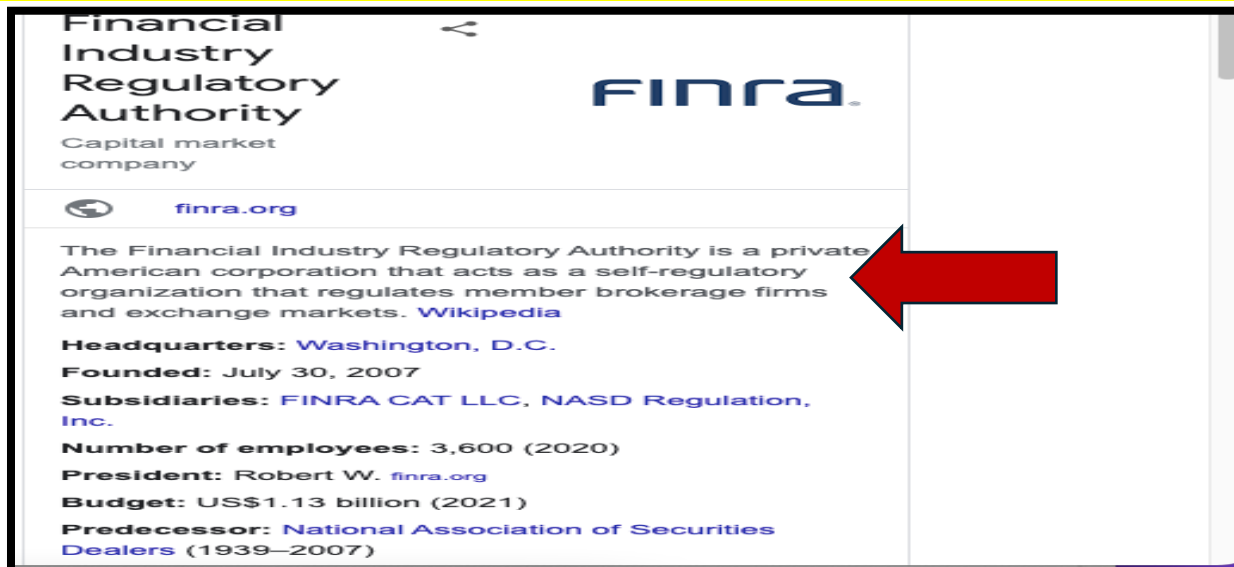 Financial
Industry
Regulatory
Authority
FINRA
Capital market
company
finra.org
The Financial Industry Regulatory Authority is a private
American corporation that acts as a self-regulatory
organization that regulates member brokerage firms
and exchange markets. Wikipedia
Headquarters: Washington, D.C.
Founded: July 30, 2007
Subsidiaries: FINRA CAT LLC, NASD Regulation,
Inc.
Number of employees: 3,600 (2020)
President: Robert W. finra.org
Budget: US$1.13 billion (2021)
Predecessor: National Association of Securities
Dealers (1939–2007)